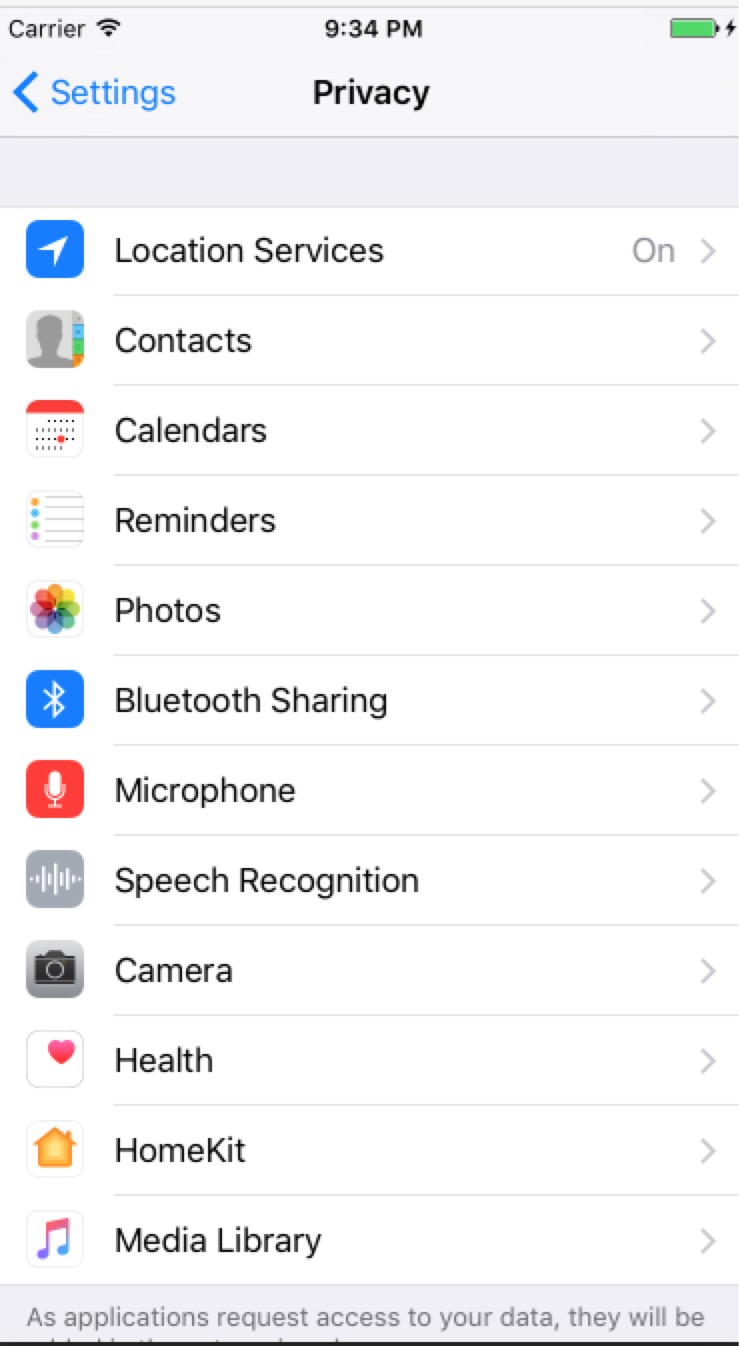 Carrier 9:34 PM
Settings Privacy
Location Services On
Contacts
Calendars
Reminders
Photos
Bluetooth Sharing
Microphone
Speech Recognition
Camera
Health
HomeKit
Media Library
As applications request access to your data, they will be